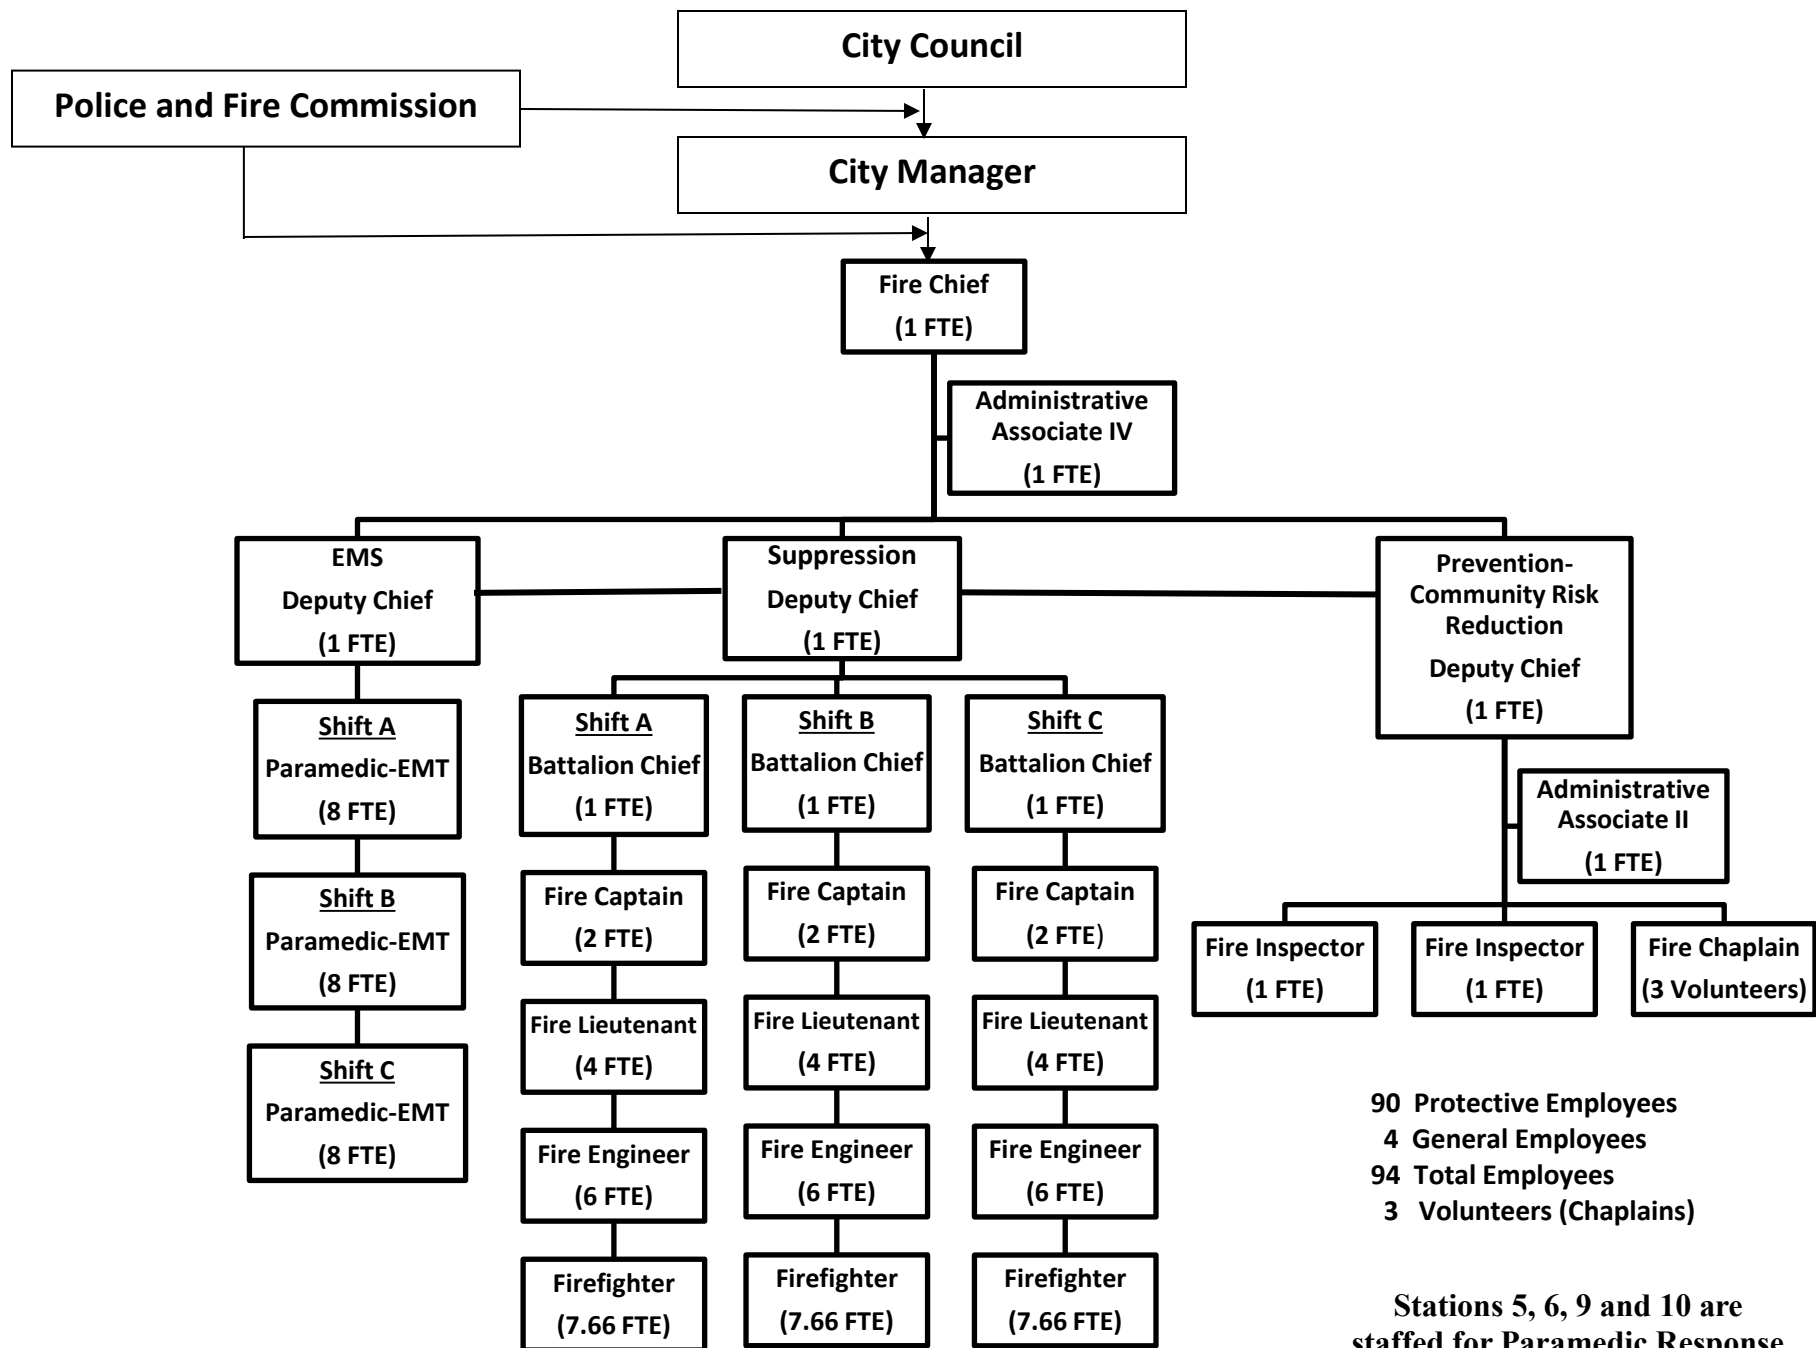 City Council
Police and Fire Commission
City Manager
Fire Chief
(1 FTE)
Administrative
Associate IV
(1 FTE)
EMS
Deputy Chief
(1 FTE)
Suppression
Deputy Chief
(1 FTE)
Prevention-
Community Risk
Reduction
Deputy Chief
(1 FTE)
Shift A
Paramedic-EMT
(8 FTE)
Shift B
Paramedic-EMT
(8 FTE)
Shift C
Paramedic-EMT
(8 FTE)
Shift A
Battalion Chief
(1 FTE)
Fire Captain
(2 FTE)
Fire Lieutenant
(4 FTE)
Fire Engineer
(6 FTE)
Firefighter
(7.66 FTE)
Shift B
Battalion Chief
(1 FTE)
Fire Captain
(2 FTE)
Fire Lieutenant
(4 FTE)
Fire Engineer
(6 FTE)
Firefighter
(7.66 FTE)
Shift C
Battalion Chief
(1 FTE)
Fire Captain
(2 FTE)
Fire Lieutenant
(4 FTE)
Fire Engineer
(6 FTE)
Firefighter
(7.66 FTE)
Administrative
Associate II
(1 FTE)
Fire Inspector
(1 FTE)
Fire Inspector
(1 FTE)
Fire Chaplain
(3 Volunteers)
90 Protective Employees
4 General Employees
94 Total Employees
3 Volunteers (Chaplains)
Stations 5, 6, 9 and 10 are
staffed for Paramedic Response